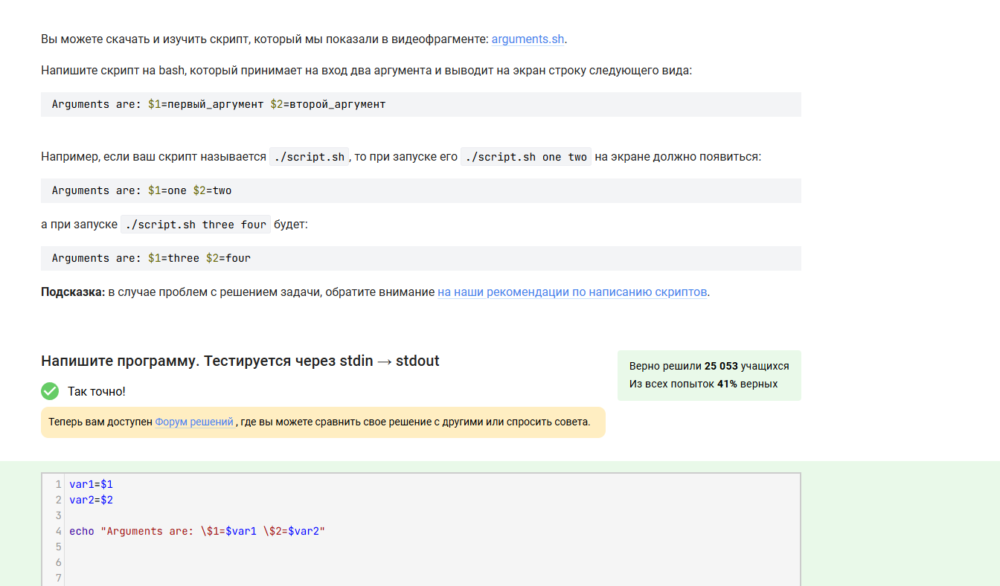 Вы можете скачать и изучить скрипт, который мы показали в видеофрагменте: arguments.sh.
Напишите скрипт на bash, который принимает на вход два аргумента и выводит на экран строку следующего вида:
Arguments are: $1=первый_аргумент $2=второй_аргумент
Например, если ваш скрипт называется ./script.sh, то при запуске его ./script.sh one two на экране должно появиться:
Arguments are: $1=one $2=two
а при запуске ./script.sh three four будет:
Arguments are: $1=three $2=four
Подсказка: в случае проблем с решением задачи, обратите внимание на наши рекомендации по написанию скриптов.
Напишите программу. Тестируется через stdin → stdout
Верно решили 25 053 учащихся
Из всех попыток 41% верных
Так точно!
Теперь вам доступен Форум решений, где вы можете сравнить свое решение с другими или спросить совета.
1 var1=$1
2 var2=$2
3
4 echo "Arguments are: \$1=$var1 \$2=$var2"
5
6
7